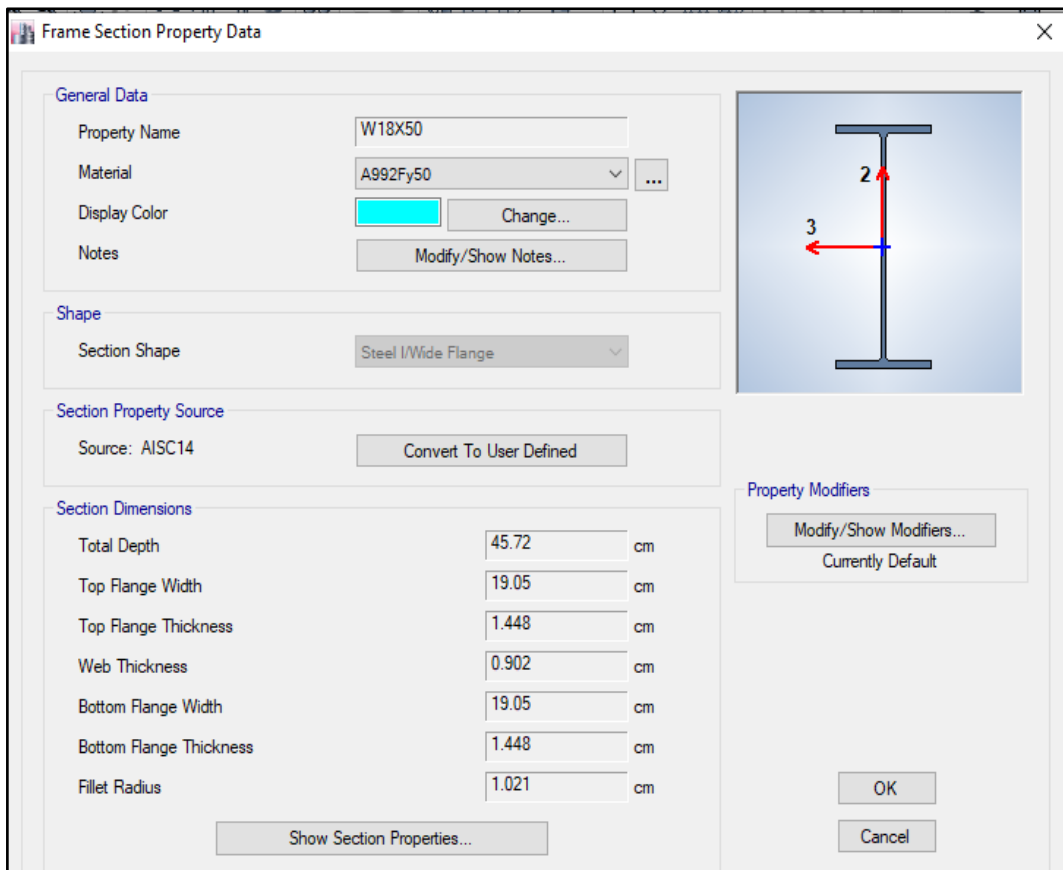 Frame Section Property Data
General Data
Property Name W18X50
Material A992Fy50 ...
Display Color Change...
Notes Modify/Show Notes...
2
3
Shape
Section Shape Steel I/Wide Flange
Section Property Source
Source: AISC14 Convert To User Defined
Property Modifiers
Modify/Show Modifiers...
Currently Default
Section Dimensions
Total Depth 45.72 cm
Top Flange Width 19.05 cm
Top Flange Thickness 1.448 cm
Web Thickness 0.902 cm
Bottom Flange Width 19.05 cm
Bottom Flange Thickness 1.448 cm
Fillet Radius 1.021 cm
Show Section Properties...
OK
Cancel